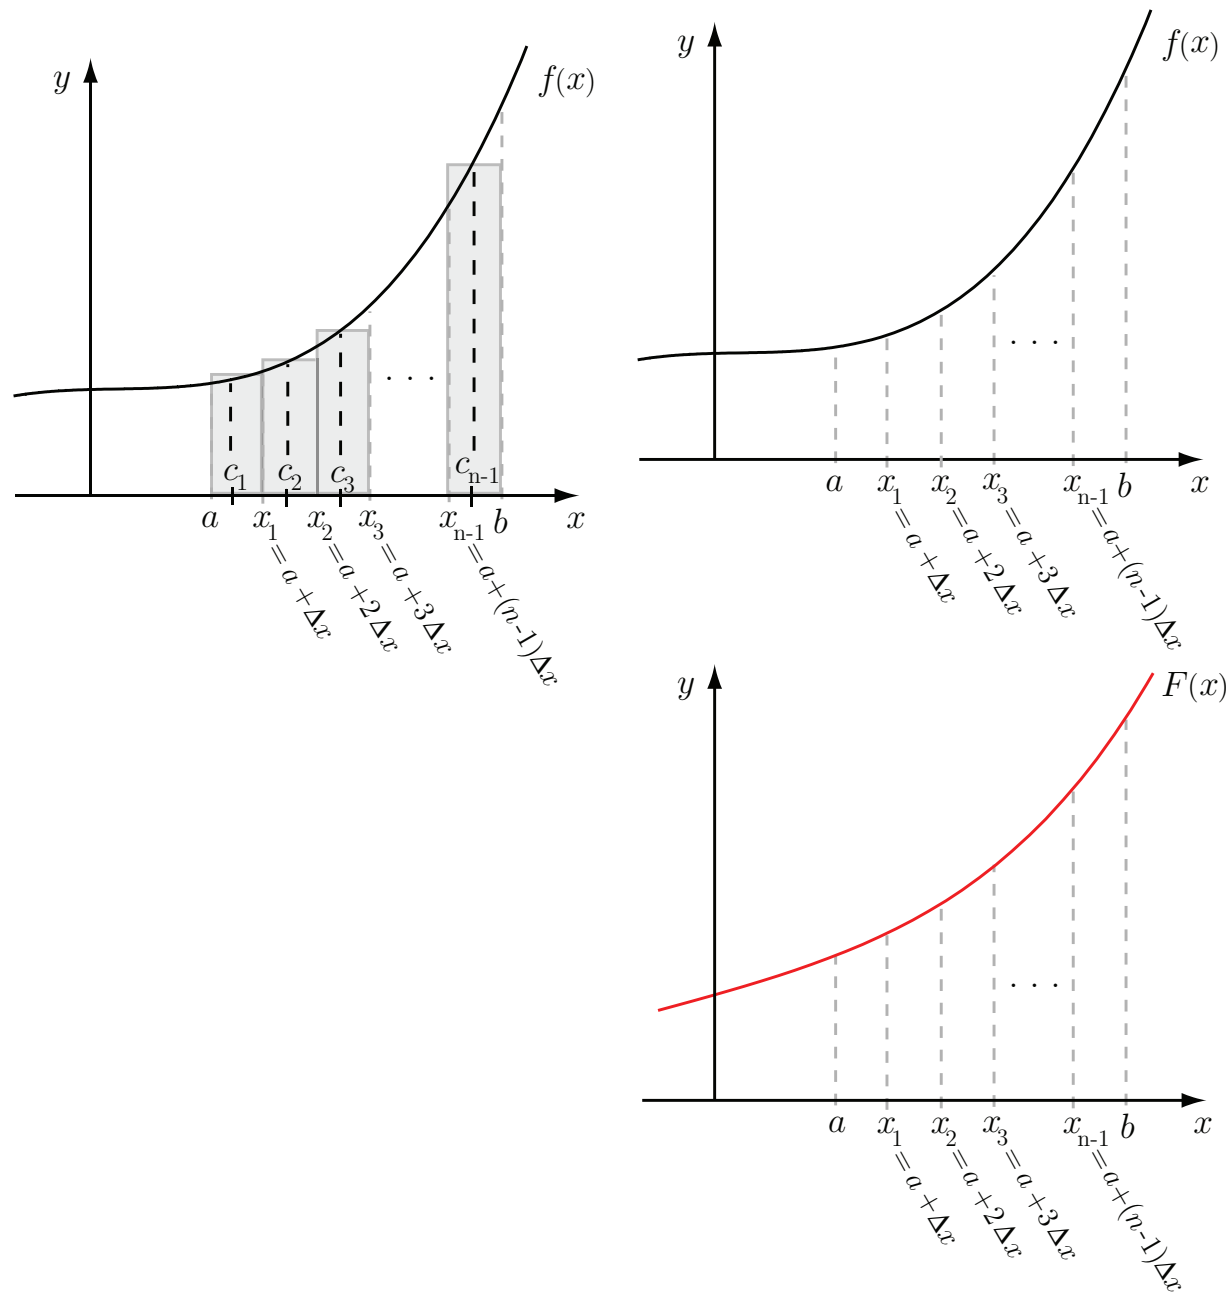 y
f(x)
c1 c2 c3 . . . cn-1
a x1 x2 x3 xn-1 b x
= a + Δx
= a + 2Δx
= a + 3Δx
= a+(n-1)Δx
y
f(x)
. . .
a x1 x2 x3 xn-1 b x
= a + Δx
= a + 2Δx
= a + 3Δx
= a+(n-1)Δx
y
F(x)
. . .
a x1 x2 x3 xn-1 b x
= a + Δx
= a + 2Δx
= a + 3Δx
= a+(n-1)Δx